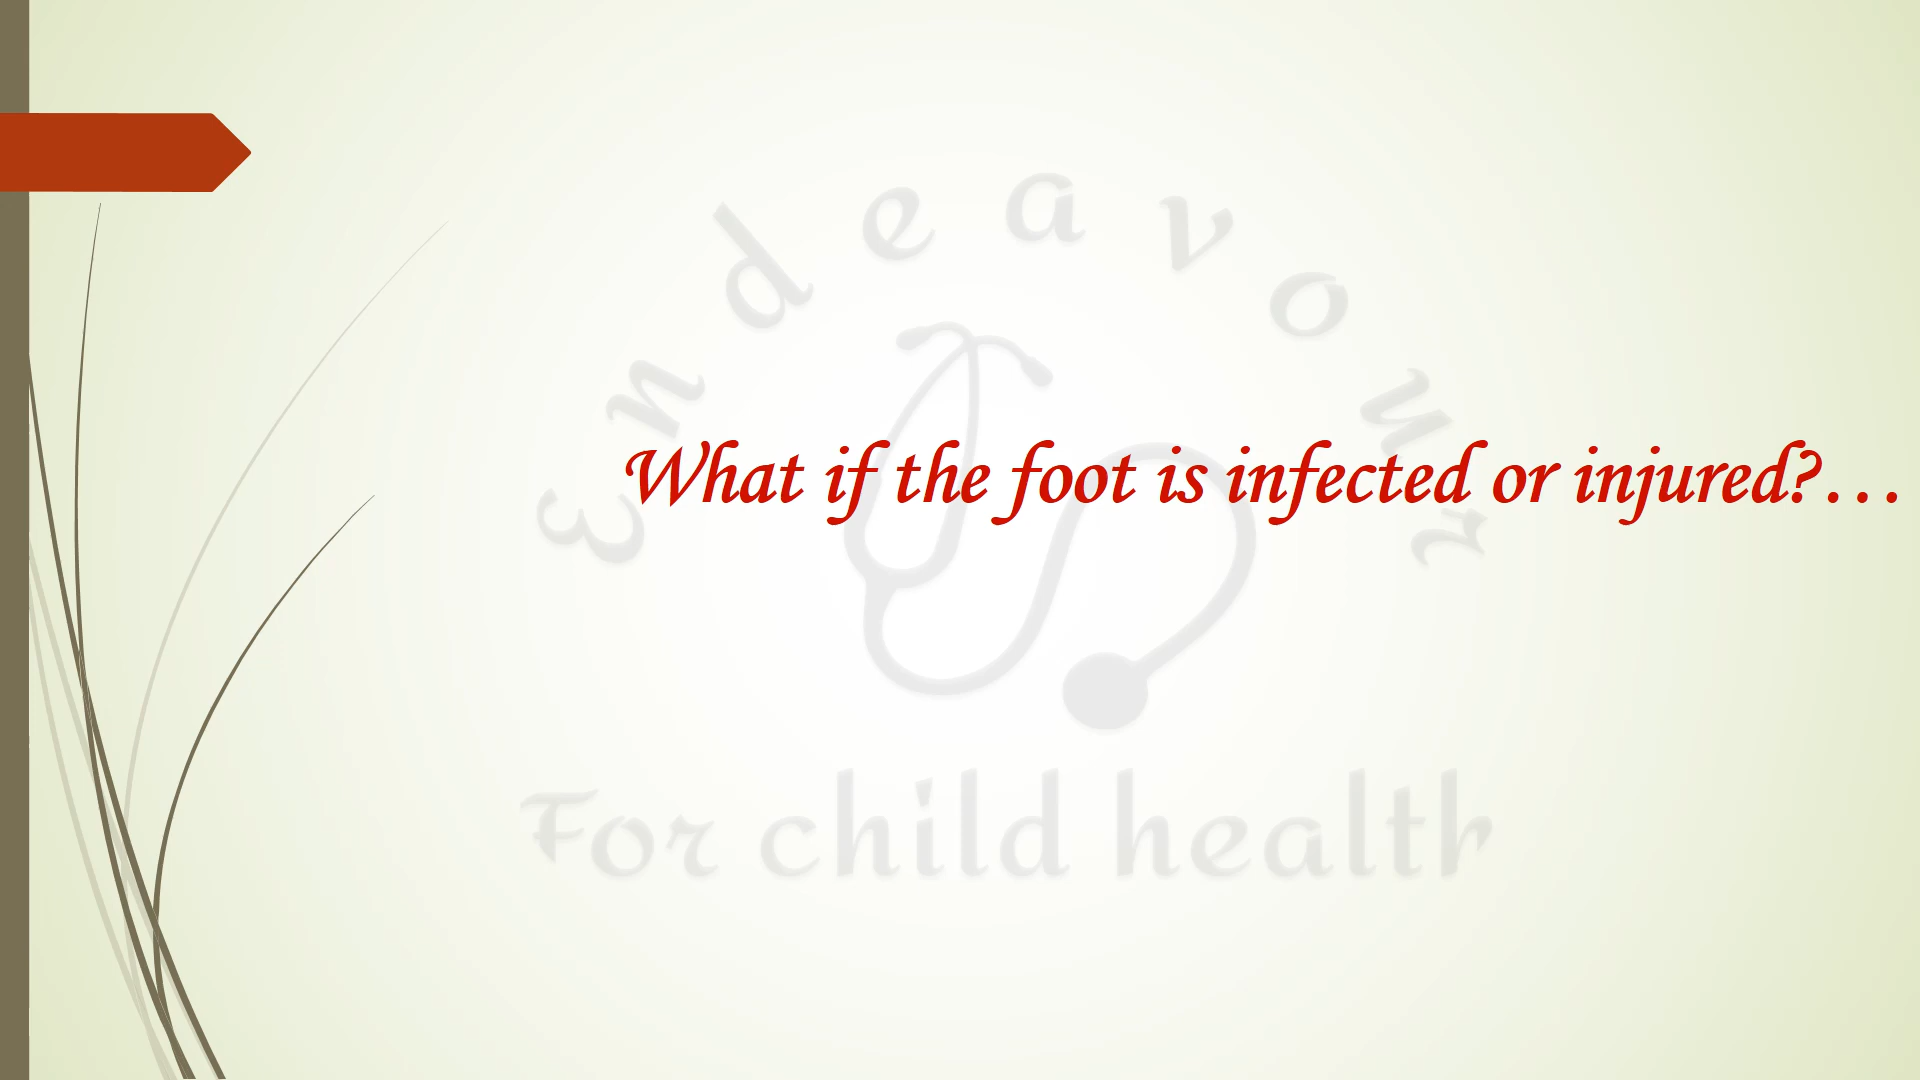 Endeavour
What if the foot is infected or injured?...
For child health